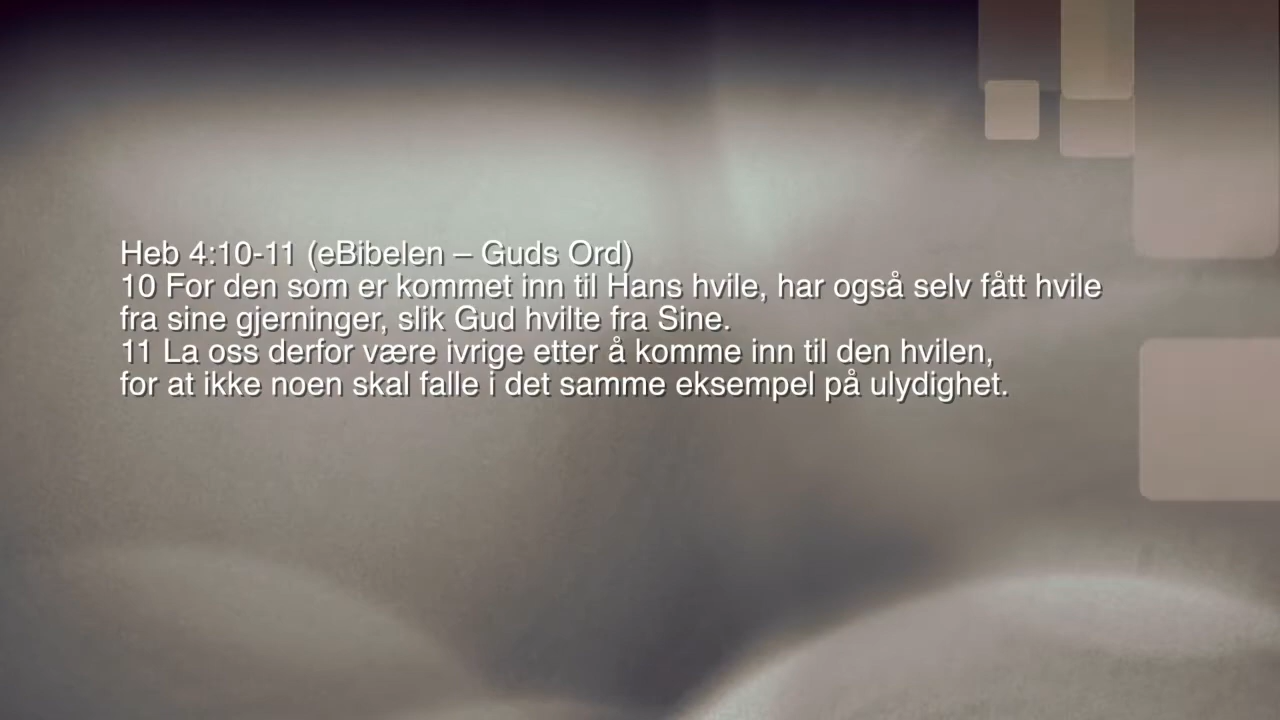 Heb 4:10-11 (eBibelen – Guds Ord)
10 For den som er kommet inn til Hans hvile, har også selv fått hvile
fra sine gjerninger, slik Gud hvilte fra Sine.
11 La oss derfor være ivrige etter å komme inn til den hvilen,
for at ikke noen skal falle i det samme eksempel på ulydighet.